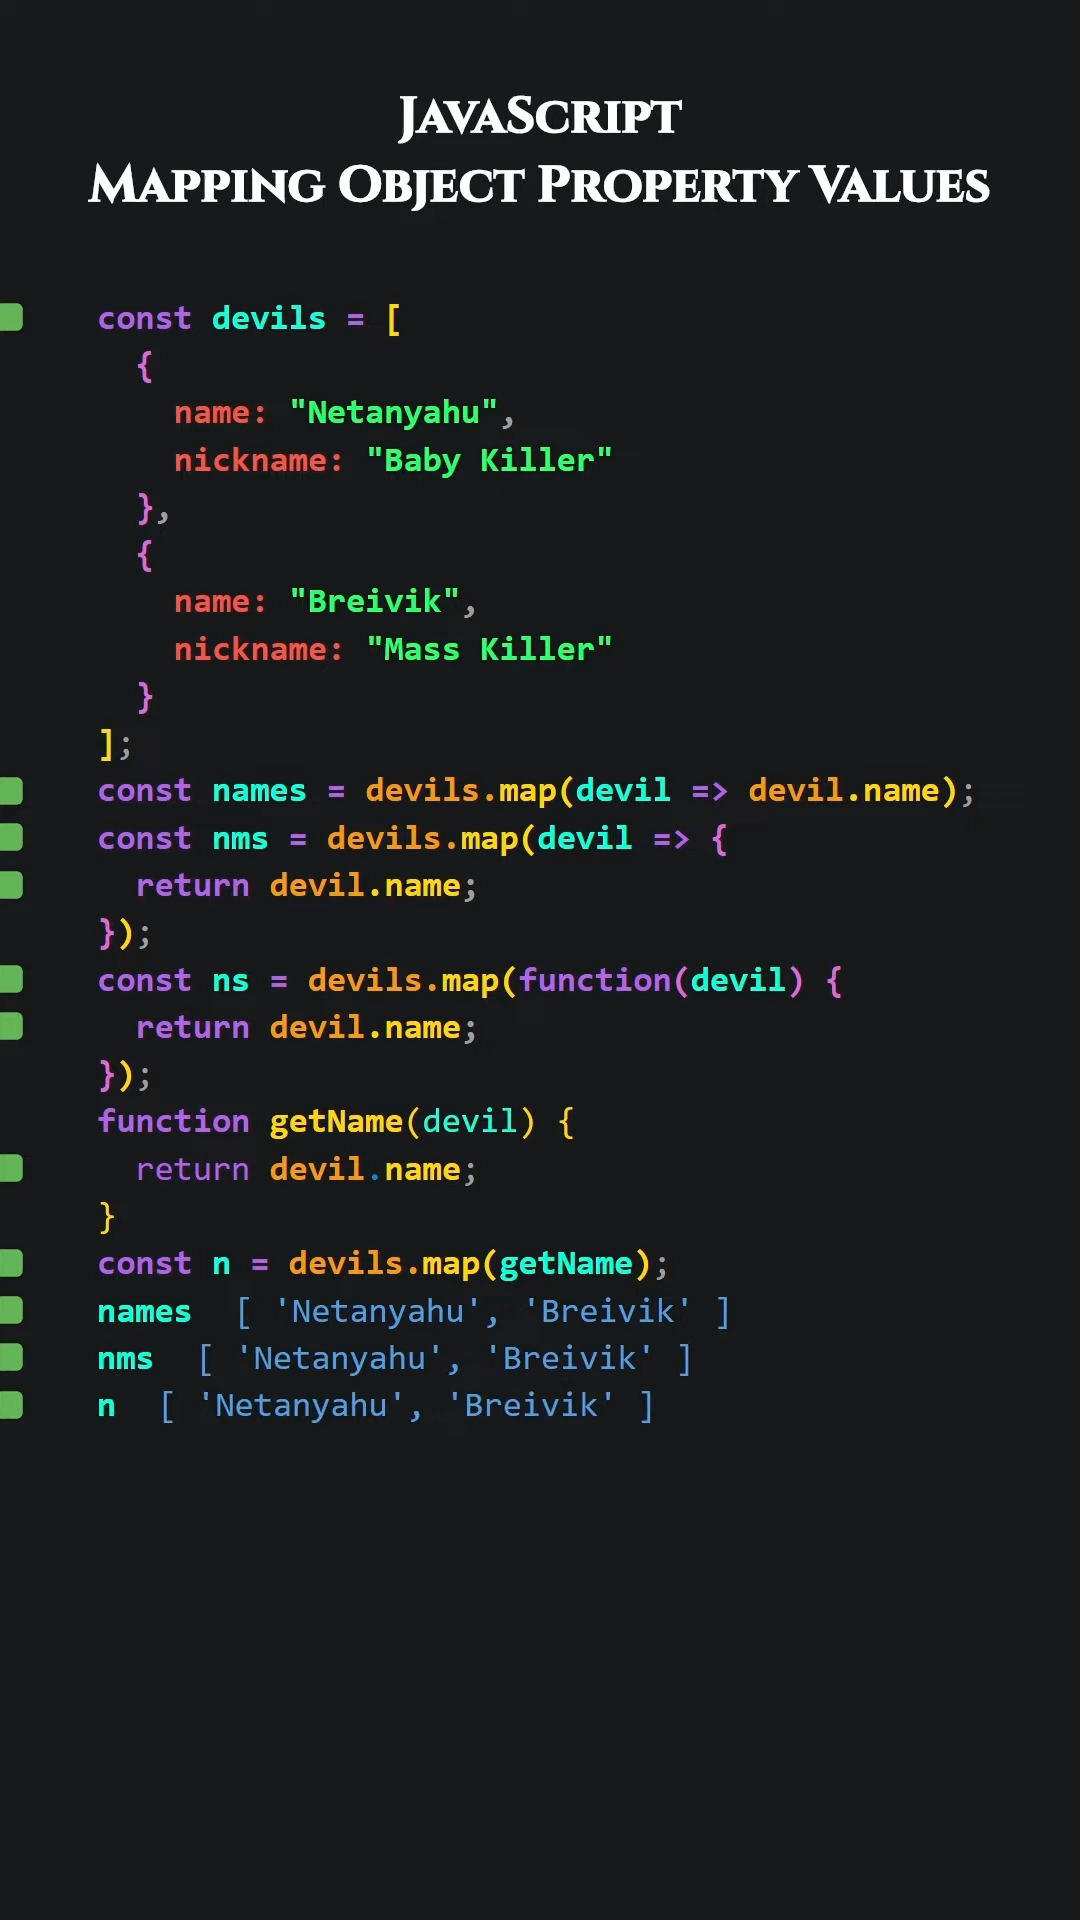 JavaScript
Mapping Object Property Values
const devils = [
  {
    name: "Netanyahu",
    nickname: "Baby Killer"
  },
  {
    name: "Breivik",
    nickname: "Mass Killer"
  }
];
const names = devils.map(devil => devil.name);
const nms = devils.map(devil => {
  return devil.name;
});
const ns = devils.map(function(devil) {
  return devil.name;
});
function getName(devil) {
  return devil.name;
}
const n = devils.map(getName);
names  [ 'Netanyahu', 'Breivik' ]
nms  [ 'Netanyahu', 'Breivik' ]
n  [ 'Netanyahu', 'Breivik' ]